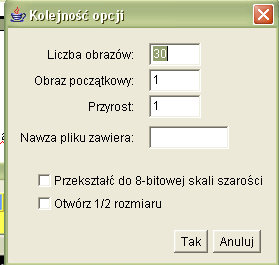 Kolejność opcji
Liczba obrazów: 30
Obraz początkowy: 1
Przyrost: 1
Nawza pliku zawiera:
Przekształć do 8-bitowej skali szarości
Otwórz 1/2 rozmiaru
Tak Anuluj